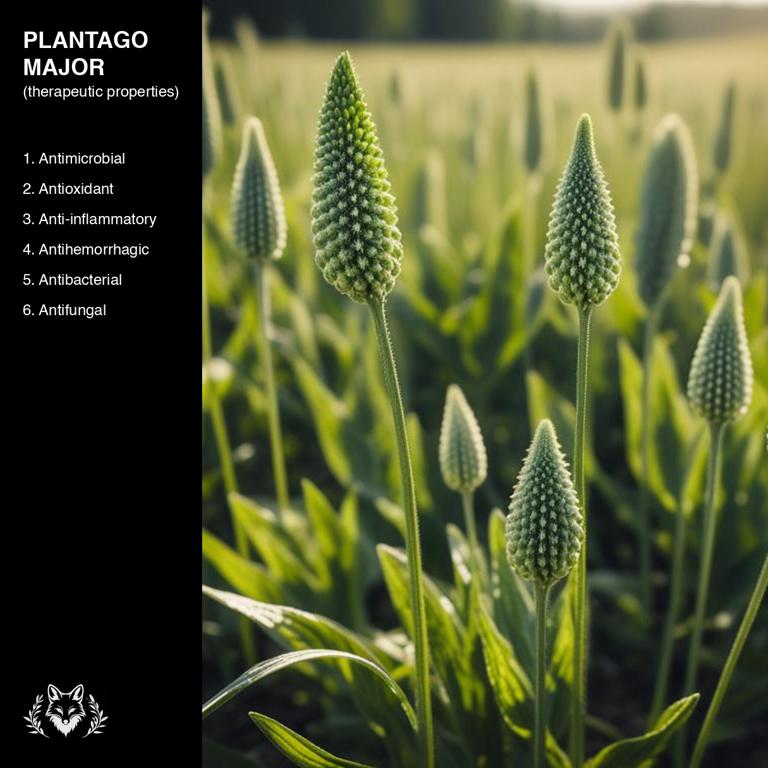 PLANTAGO
MAJOR
(therapeutic properties)
1. Antimicrobial
2. Antioxidant
3. Anti-inflammatory
4. Antihemorrhagic
5. Antibacterial
6. Antifungal